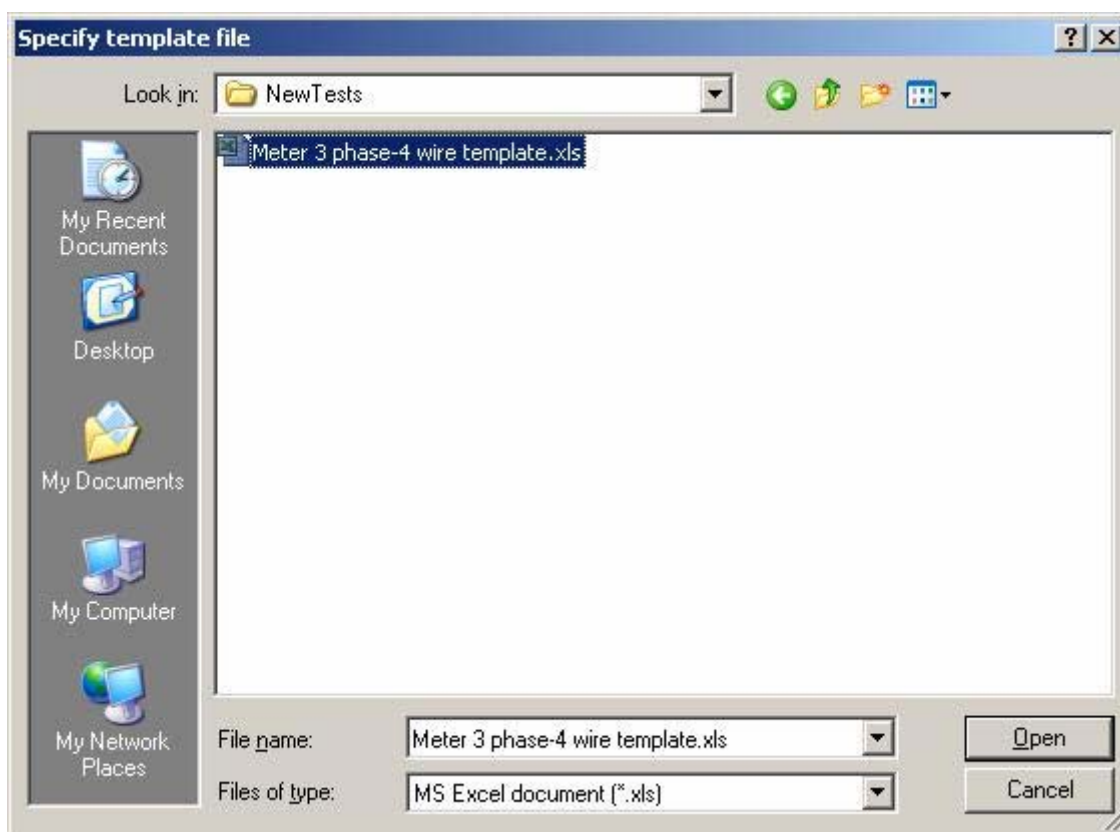 Specify template file
Look in:
NewTests
Meter 3 phase-4 wire template.xls
My Recent
Documents
Desktop
My Documents
My Computer
My Network
Places
File name:
Meter 3 phase-4 wire template.xls
Open
Files of type:
MS Excel document (*.xls)
Cancel